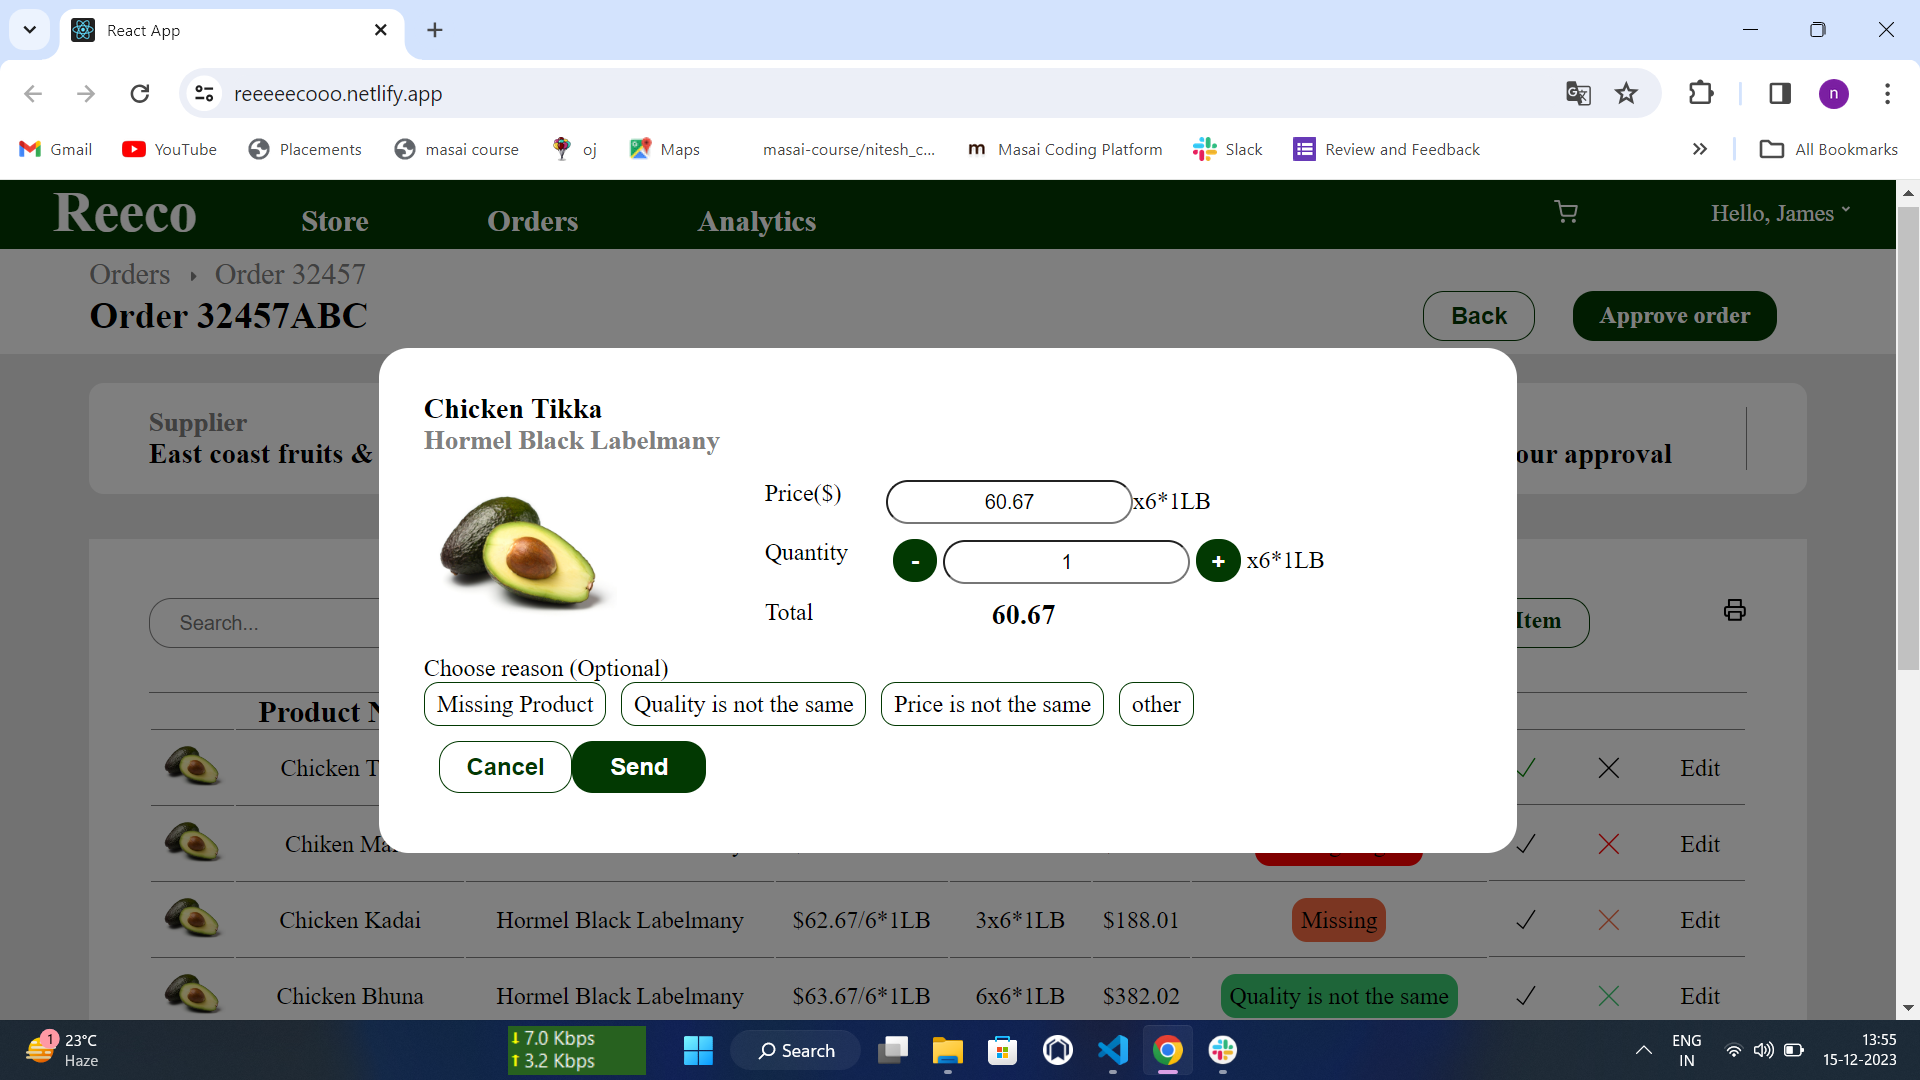 React App
reeeeecooo.netlify.app
n
Gmail
YouTube
Placements
masai course
oj
Maps
masai-course/nitesh_c...
Masai Coding Platform
Slack
Review and Feedback
All Bookmarks
Reeco
Store
Orders
Analytics
Hello, James
Orders
Order 32457
Order 32457ABC
Back
Approve order
Supplier
East coast fruits &
our approval
Chicken Tikka
Hormel Black Labelmany
Price($)
60.67
x6*1LB
Quantity
-
1
+
x6*1LB
Total
60.67
Choose reason (Optional)
Missing Product
Quality is not the same
Price is not the same
other
Cancel
Send
Search...
Item
Product N
Chicken T
Edit
Chiken Ma
Edit
Chicken Kadai
Hormel Black Labelmany
$62.67/6*1LB
3x6*1LB
$188.01
Missing
Edit
Chicken Bhuna
Hormel Black Labelmany
$63.67/6*1LB
6x6*1LB
$382.02
Quality is not the same
Edit
1
23°C
Haze
7.0 Kbps
3.2 Kbps
Search
ENG
IN
13:55
15-12-2023